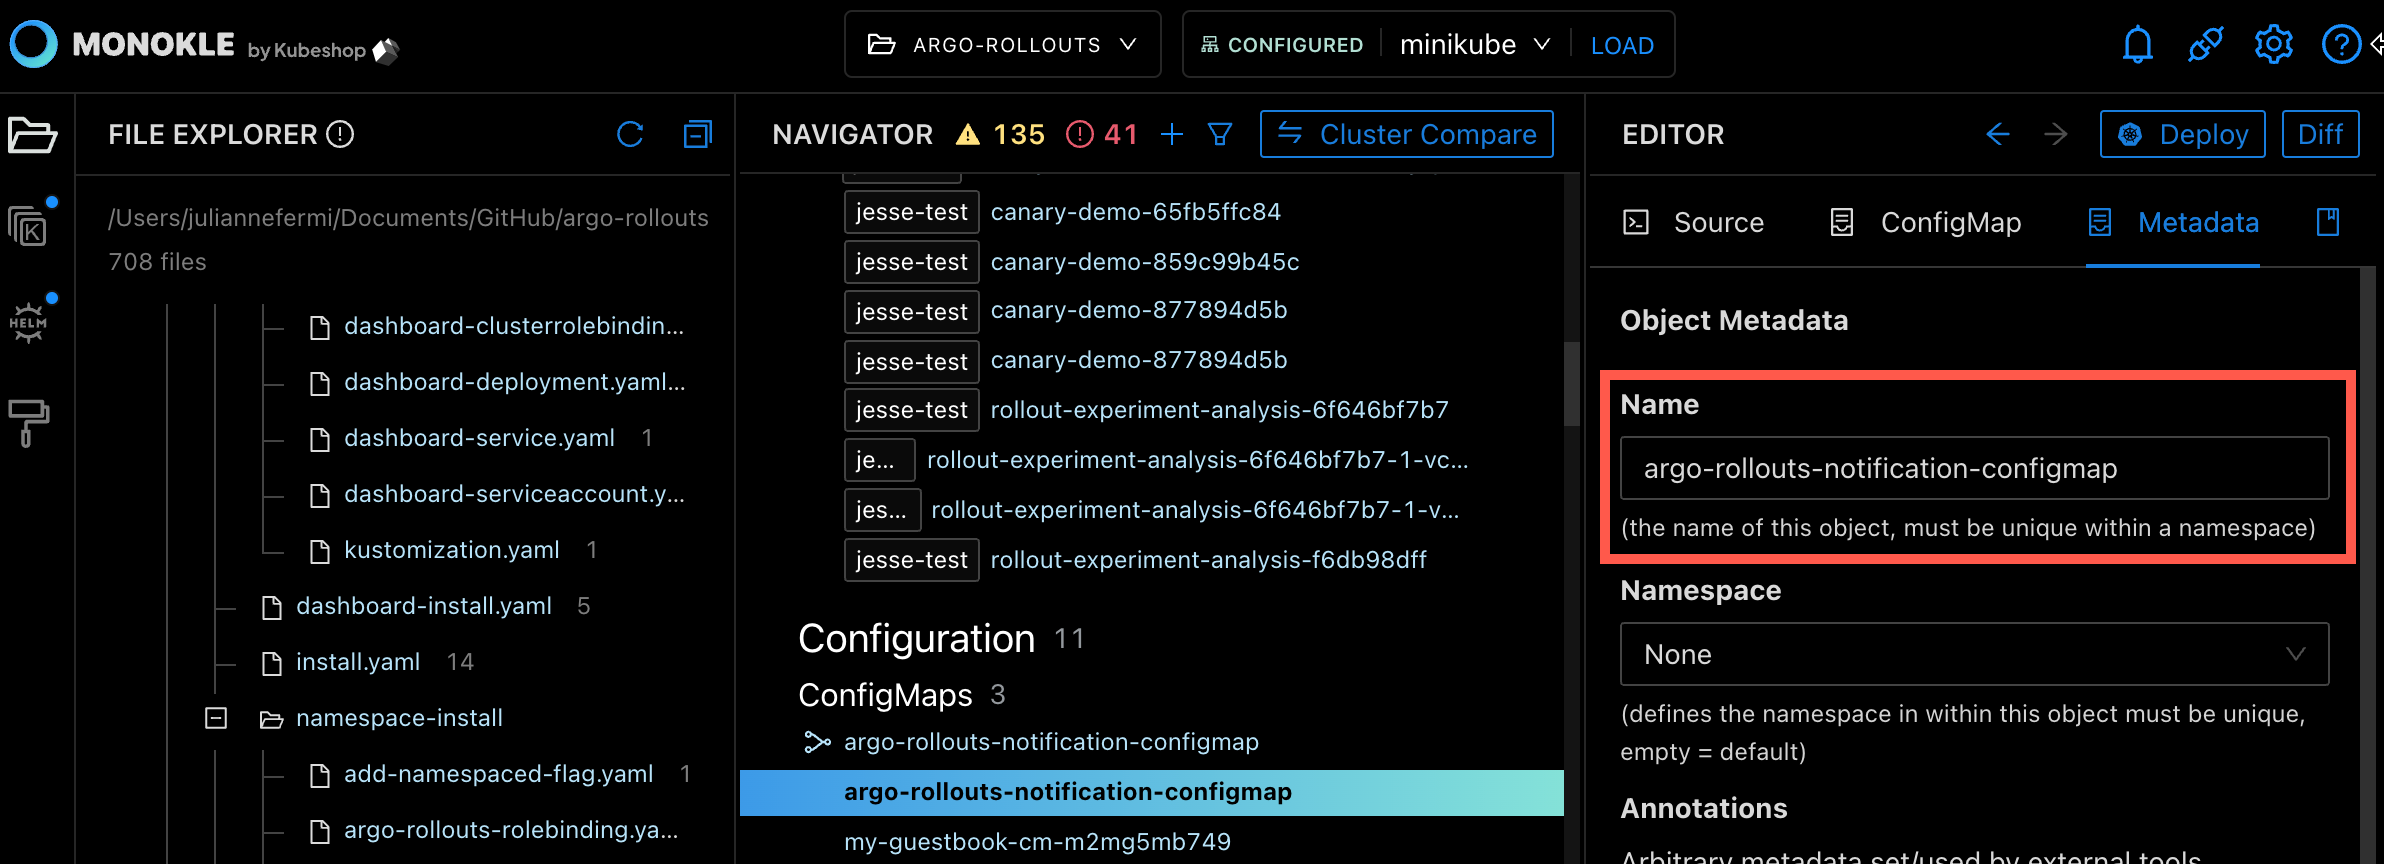 MONOKLE by Kubeshop
ARGO-ROLLOUTS
CONFIGURED minikube LOAD
FILE EXPLORER
/Users/juliannefermi/Documents/GitHub/argo-rollouts
708 files
dashboard-clusterrolebindin...
dashboard-deployment.yaml...
dashboard-service.yaml 1
dashboard-serviceaccount.y...
kustomization.yaml 1
dashboard-install.yaml 5
install.yaml 14
namespace-install
add-namespaced-flag.yaml 1
argo-rollouts-rolebinding.ya...
K
HELM
NAVIGATOR 135 41 Cluster Compare
jesse-test canary-demo-65fb5ffc84
jesse-test canary-demo-859c99b45c
jesse-test canary-demo-877894d5b
jesse-test canary-demo-877894d5b
jesse-test rollout-experiment-analysis-6f646bf7b7
je... rollout-experiment-analysis-6f646bf7b7-1-vc...
jes... rollout-experiment-analysis-6f646bf7b7-1-v...
jesse-test rollout-experiment-analysis-f6db98dff
Configuration 11
ConfigMaps 3
argo-rollouts-notification-configmap
argo-rollouts-notification-configmap
my-guestbook-cm-m2mg5mb749
EDITOR Deploy Diff
Source ConfigMap Metadata
Object Metadata
Name
argo-rollouts-notification-configmap
(the name of this object, must be unique within a namespace)
Namespace
None
(defines the namespace in within this object must be unique,
empty = default)
Annotations
Arbitrary metadata set/used by external tools